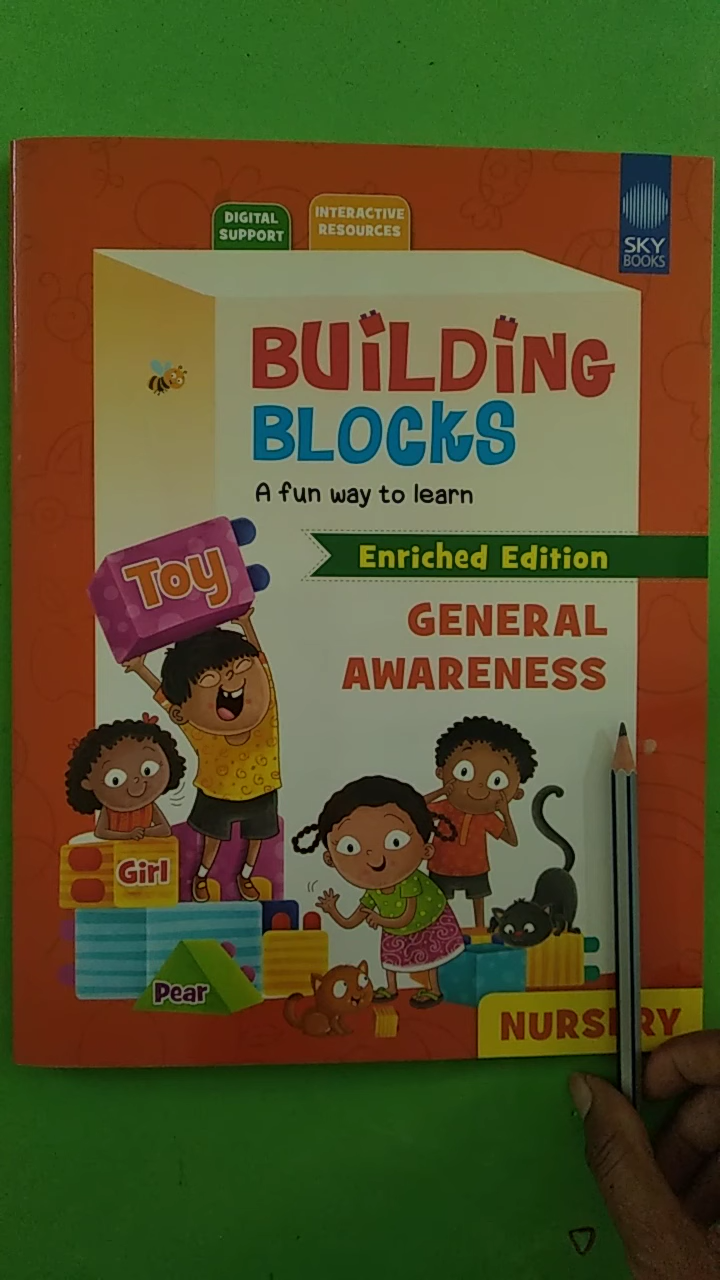 DIGITAL
SUPPORT
INTERACTIVE
RESOURCES
SKY
BOOKS
BUiLDiNG
BLOCKS
A fun way to learn
Enriched Edition
GENERAL
AWARENESS
Toy
Girl
Pear
NURSERY